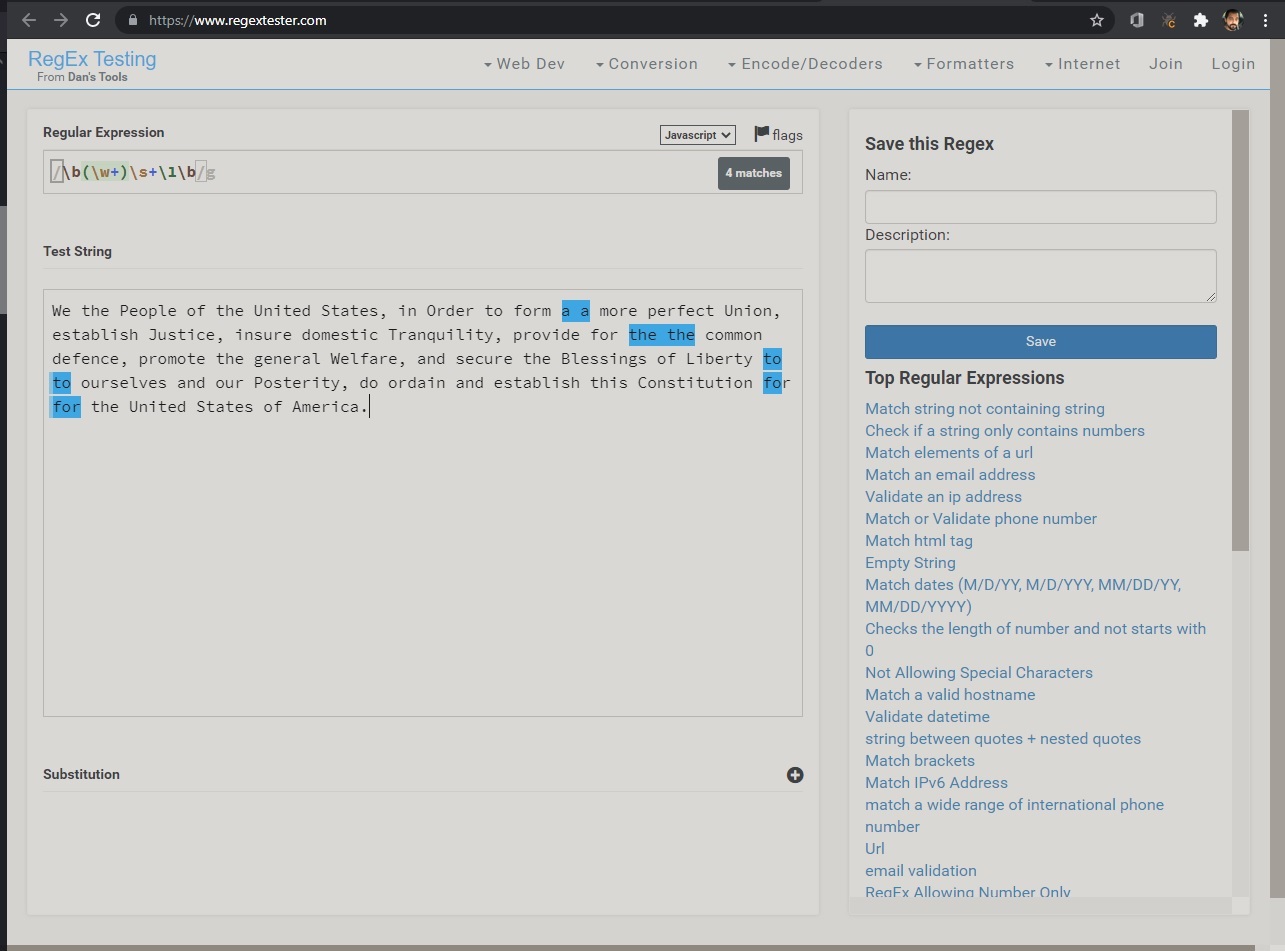 https://www.regextester.com
RegEx Testing
From Dan's Tools
Web Dev
Conversion
Encode/Decoders
Formatters
Internet
Join
Login
Regular Expression
Javascript
flags
/\b(\w+)\s+\1\b/g
4 matches
Test String
We the People of the United States, in Order to form a a more perfect Union,
establish Justice, insure domestic Tranquility, provide for the the common
defence, promote the general Welfare, and secure the Blessings of Liberty to
to ourselves and our Posterity, do ordain and establish this Constitution for
for the United States of America.
Substitution
Save this Regex
Name:
Description:
Save
Top Regular Expressions
Match string not containing string
Check if a string only contains numbers
Match elements of a url
Match an email address
Validate an ip address
Match or Validate phone number
Match html tag
Empty String
Match dates (M/D/YY, M/D/YYY, MM/DD/YY,
MM/DD/YYYY)
Checks the length of number and not starts with
0
Not Allowing Special Characters
Match a valid hostname
Validate datetime
string between quotes + nested quotes
Match brackets
Match IPv6 Address
match a wide range of international phone
number
Url
email validation
RegEx Allowing Number Only